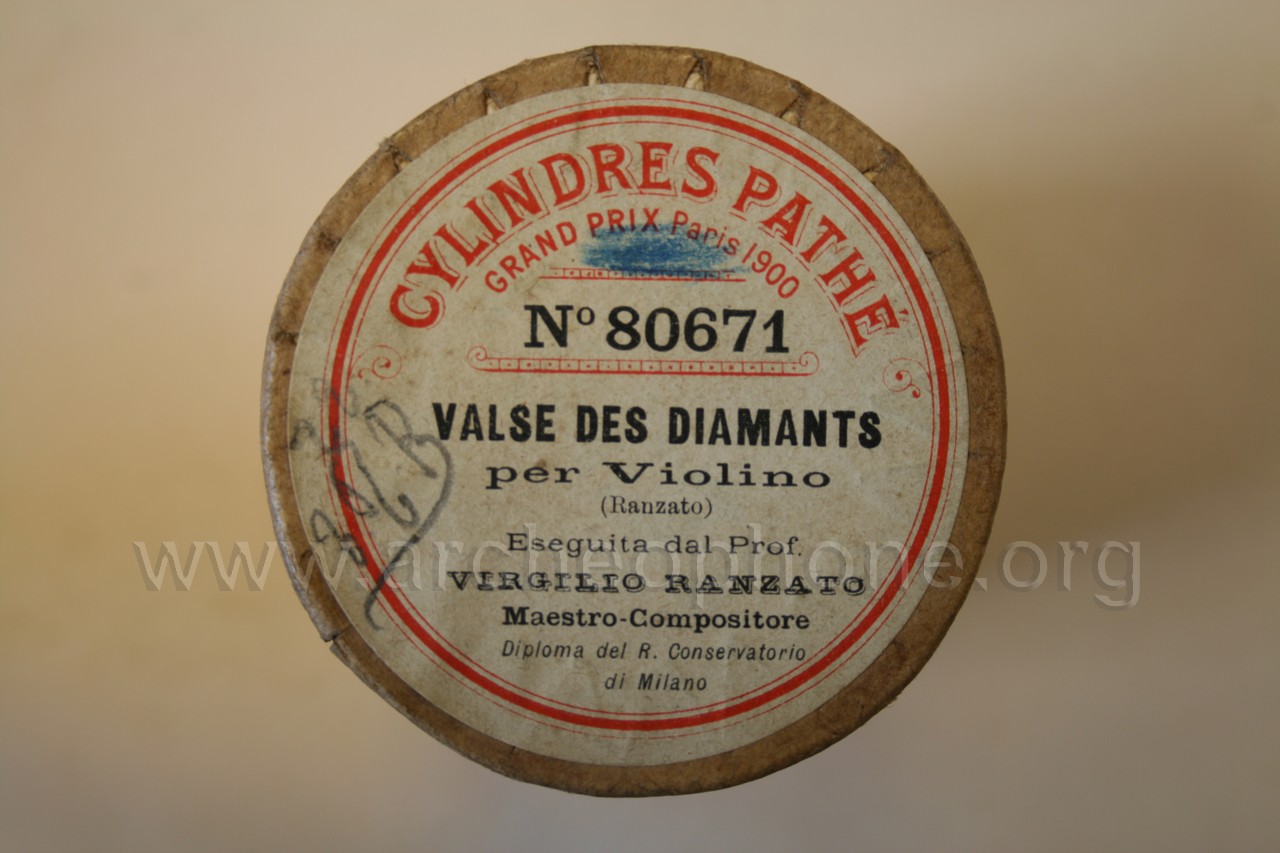 CYLINDRES PATHÉ
GRAND PRIX Paris 1900
Nº 80671
VALSE DES DIAMANTS
per Violino
(Ranzato)
Eseguita dal Prof.
VIRGILIO RANZATO
Maestro-Compositore
Diploma del R. Conservatorio
di Milano
www.archeophone.org